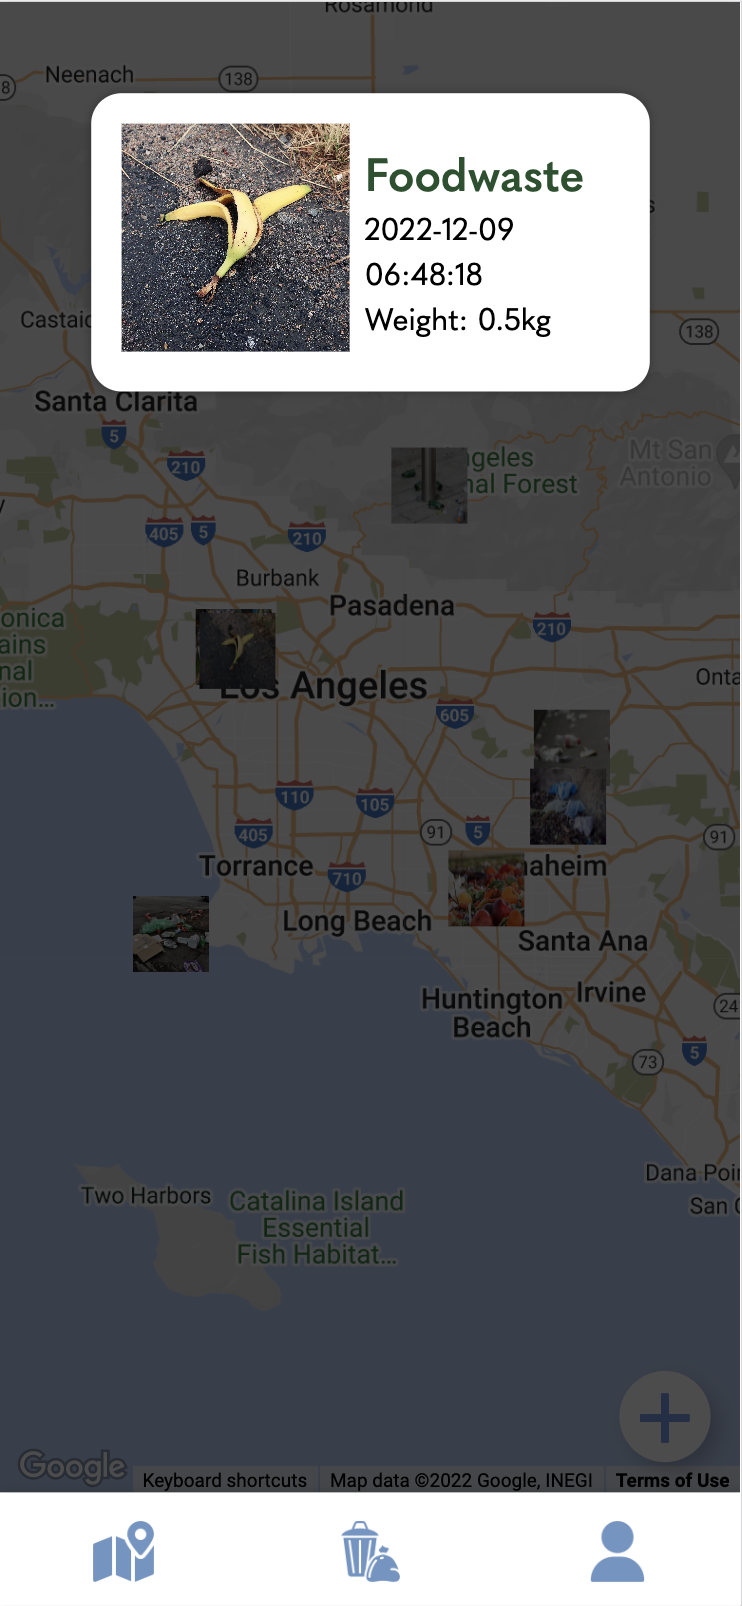 Rosamond
Neenach
138
8
Foodwaste
2022-12-09
06:48:18
Weight: 0.5kg
s
Castaic
138
Santa Clarita
5
210
ngeles
nal Forest
Mt San
Antonio
405
5
210
Burbank
Pasadena
210
onica
ains
nal
ion...
Los Angeles
Onta
605
110
105
405
91
5
91
Torrance
710
naheim
Long Beach
Santa Ana
Huntington
Beach
Irvine
24
5
73
Dana Poin
San C
Two Harbors
Catalina Island
Essential
Fish Habitat...
Google
Keyboard shortcuts
Map data ©2022 Google, INEGI
Terms of Use